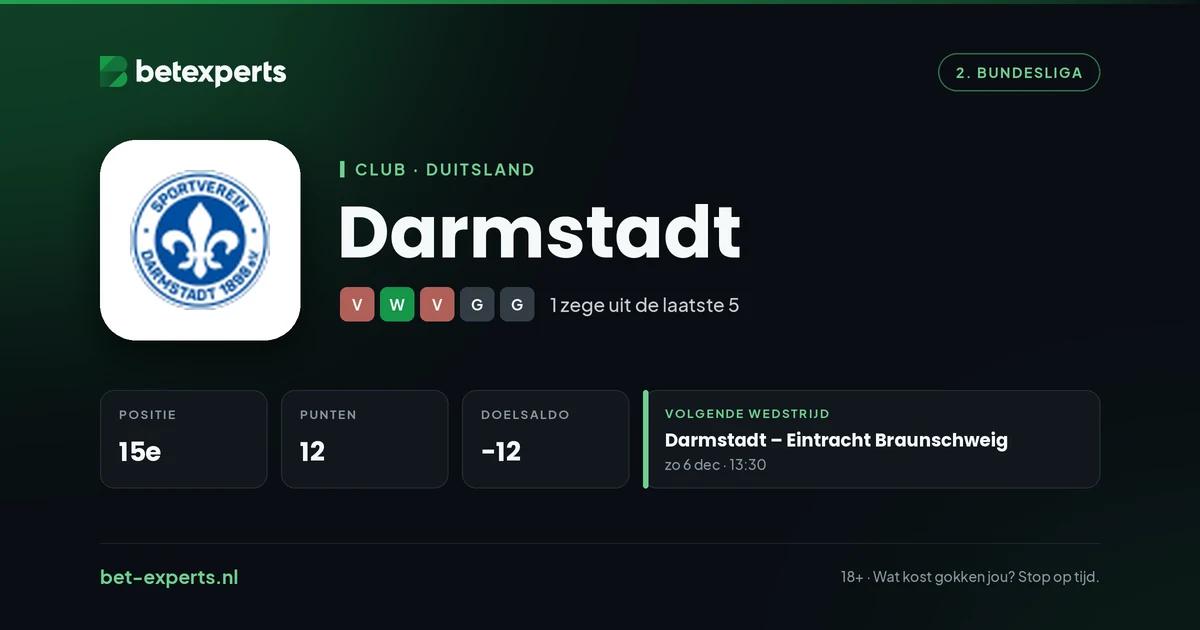 betexperts
2. BUNDESLIGA
SPORTVEREIN
DARMSTADT 1898 e.V.
CLUB · DUITSLAND
Darmstadt
V W V G G 1 zege uit de laatste 5
POSITIE
15e
PUNTEN
12
DOELSALDO
−12
VOLGENDE WEDSTRIJD
Darmstadt – Eintracht Braunschweig
zo 6 dec · 13:30
bet-experts.nl
18+ · Wat kost gokken jou? Stop op tijd.